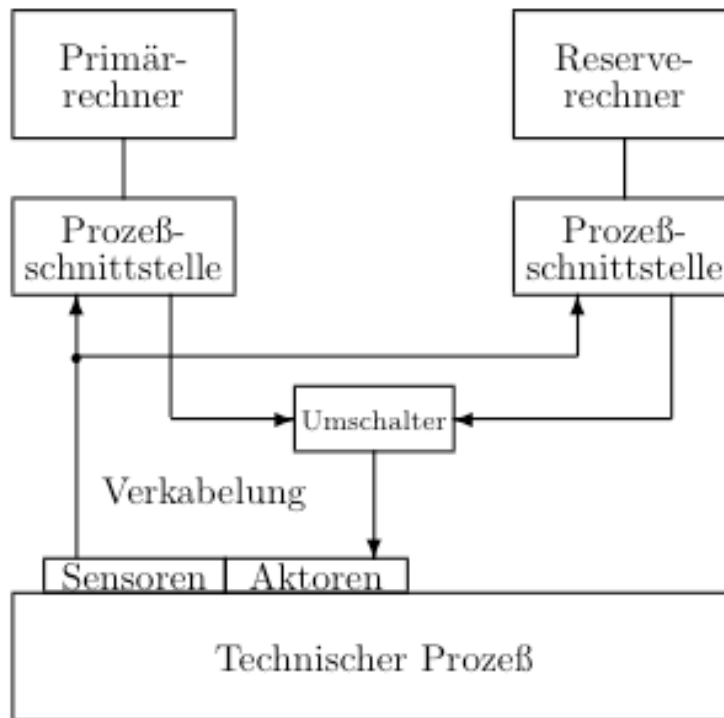 Primär-
rechner
Reserve-
rechner
Prozeß-
schnittstelle
Prozeß-
schnittstelle
Umschalter
Verkabelung
Sensoren
Aktoren
Technischer Prozeß